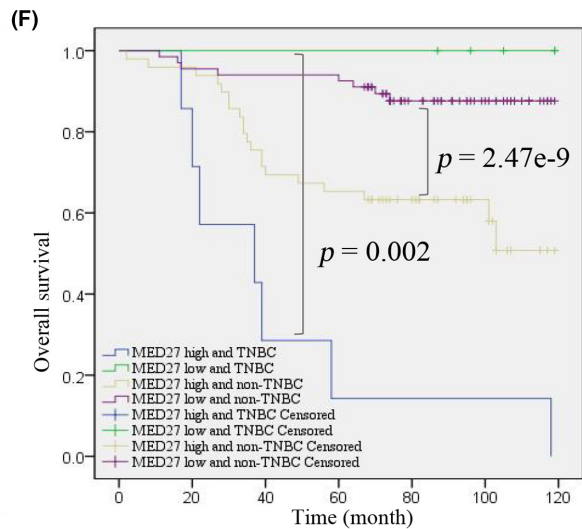 (F)
Overall survival
1.0
0.8
0.6
0.4
0.2
0.0
p = 2.47e-9
p = 0.002
MED27 high and TNBC
MED27 low and TNBC
MED27 high and non-TNBC
MED27 low and non-TNBC
MED27 high and TNBC Censored
MED27 low and TNBC Censored
MED27 high and non-TNBC Censored
MED27 low and non-TNBC Censored
0 20 40 60 80 100 120
Time (month)